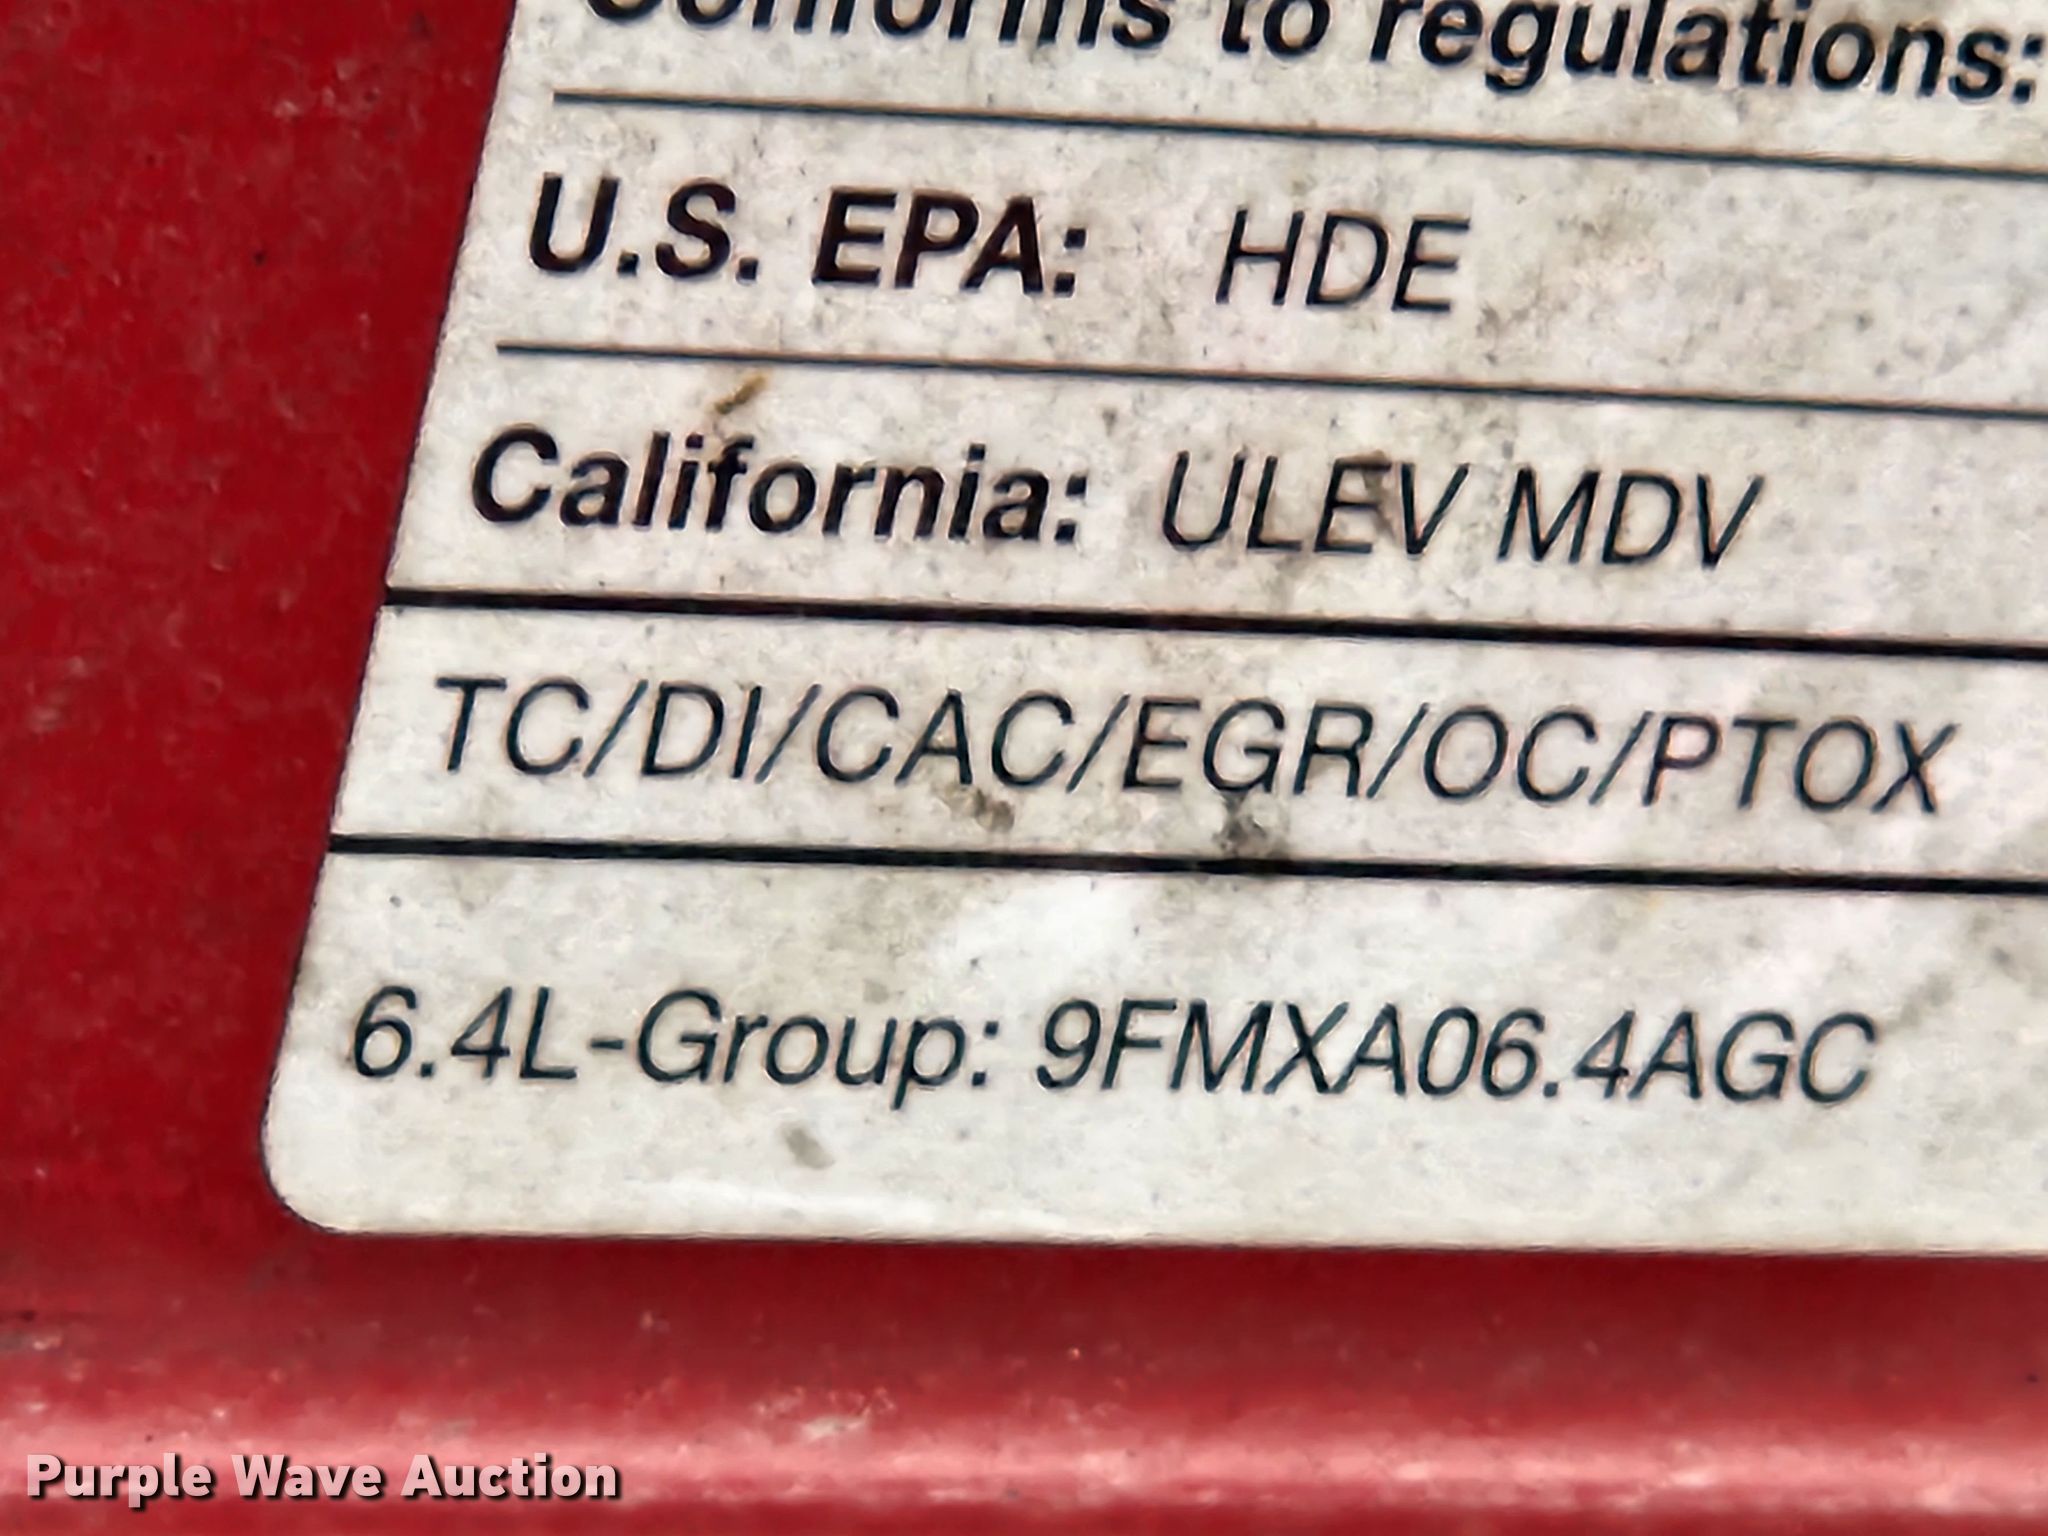 Conforms to regulations:
U.S. EPA: HDE
California: ULEV MDV
TC/DI/CAC/EGR/OC/PTOX
6.4L-Group: 9FMXA06.4AGC
Purple Wave Auction